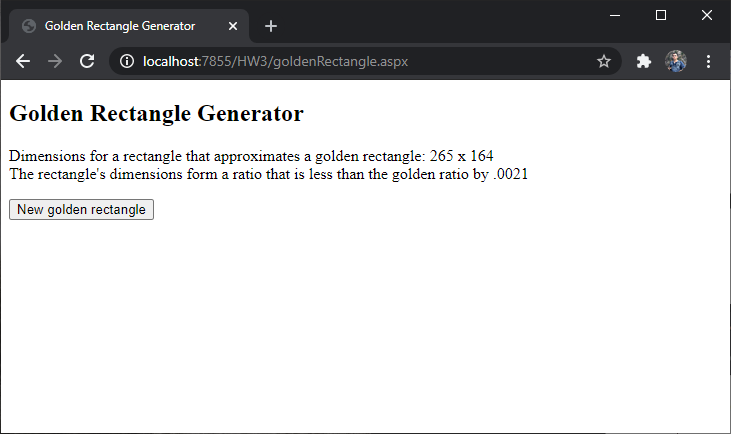 Golden Rectangle Generator
localhost:7855/HW3/goldenRectangle.aspx
Golden Rectangle Generator
Dimensions for a rectangle that approximates a golden rectangle: 265 x 164
The rectangle's dimensions form a ratio that is less than the golden ratio by .0021
New golden rectangle